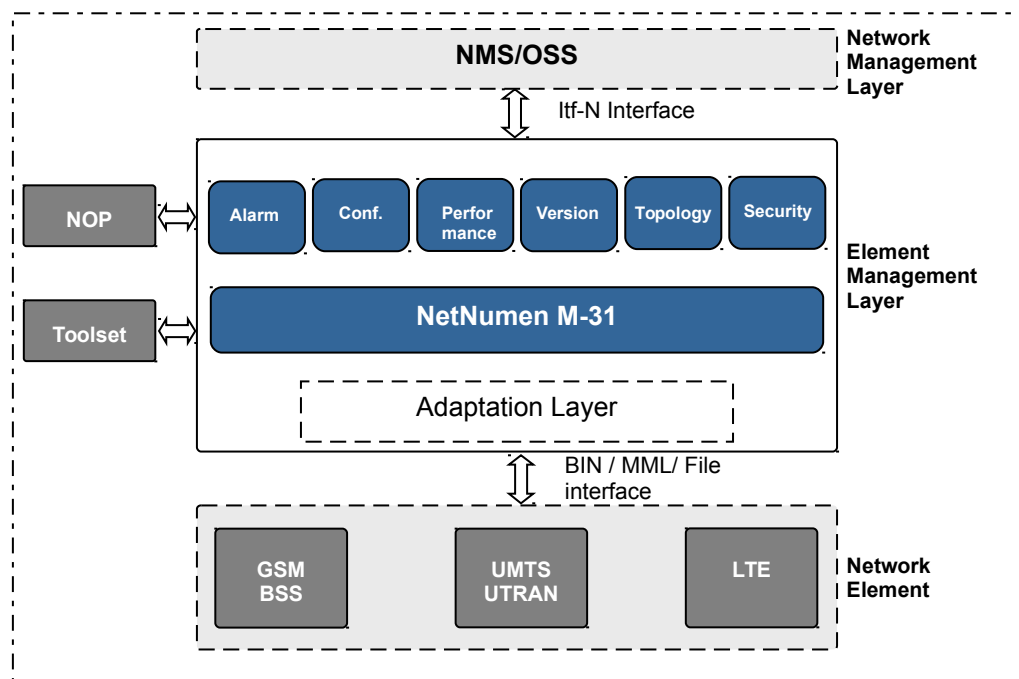 NMS/OSS
Network
Management
Layer
Itf-N Interface
NOP
Alarm
Conf.
Perfor
mance
Version
Topology
Security
Element
Management
Layer
Toolset
NetNumen M-31
Adaptation Layer
BIN / MML/ File
interface
GSM
BSS
UMTS
UTRAN
LTE
Network
Element